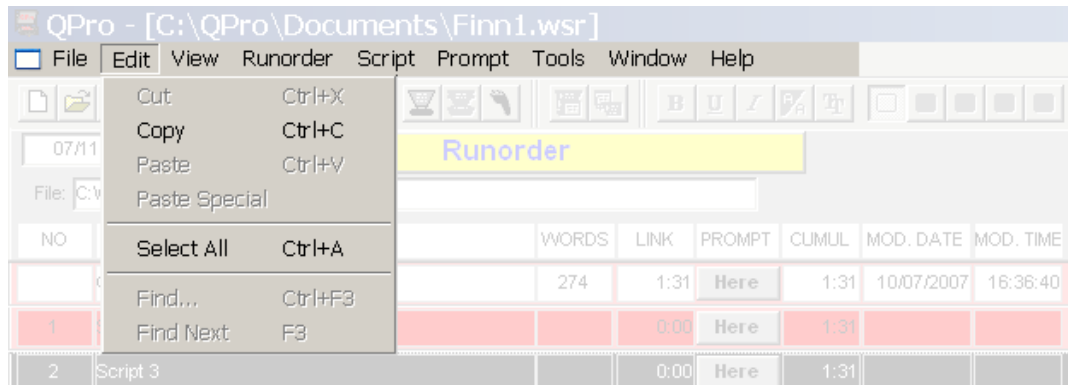 QPro - [C:\QPro\Documents\Finn1.wsr]
File Edit View Runorder Script Prompt Tools Window Help
Cut Ctrl+X
B U I P/A Tr
Copy Ctrl+C
07/11 Runorder
Paste Ctrl+V
File: C:\
Paste Special
NO WORDS LINK PROMPT CUMUL MOD. DATE MOD. TIME
Select All Ctrl+A
274 1:31 Here 1:31 10/07/2007 16:36:40
Find... Ctrl+F3
1 0:00 Here 1:31
Find Next F3
2 Script 3 0:00 Here 1:31